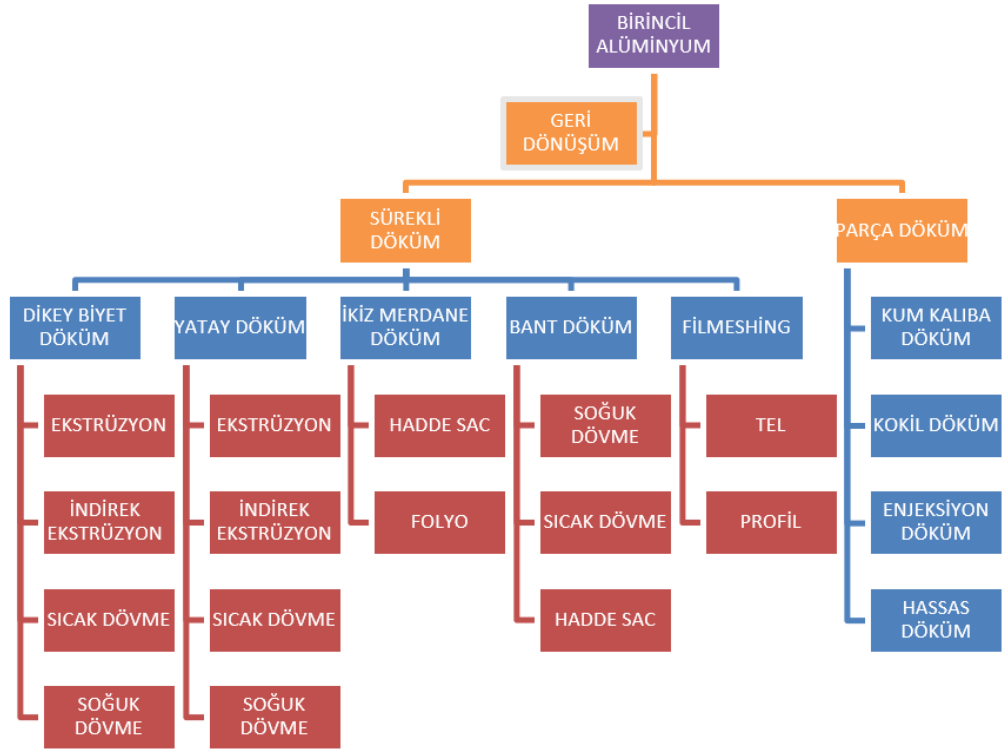 BİRİNCİL
ALÜMİNYUM
GERİ
DÖNÜŞÜM
SÜREKLİ
DÖKÜM
PARÇA DÖKÜM
DİKEY BİYET
DÖKÜM
YATAY DÖKÜM
İKİZ MERDANE
DÖKÜM
BANT DÖKÜM
FİLMESHİNG
KUM KALIBA
DÖKÜM
EKSTRÜZYON
EKSTRÜZYON
HADDE SAC
SOĞUK
DÖVME
TEL
KOKİL DÖKÜM
İNDİREK
EKSTRÜZYON
İNDİREK
EKSTRÜZYON
FOLYO
SICAK DÖVME
PROFİL
ENJEKSİYON
DÖKÜM
SICAK DÖVME
SICAK DÖVME
HADDE SAC
HASSAS
DÖKÜM
SOĞUK
DÖVME
SOĞUK
DÖVME